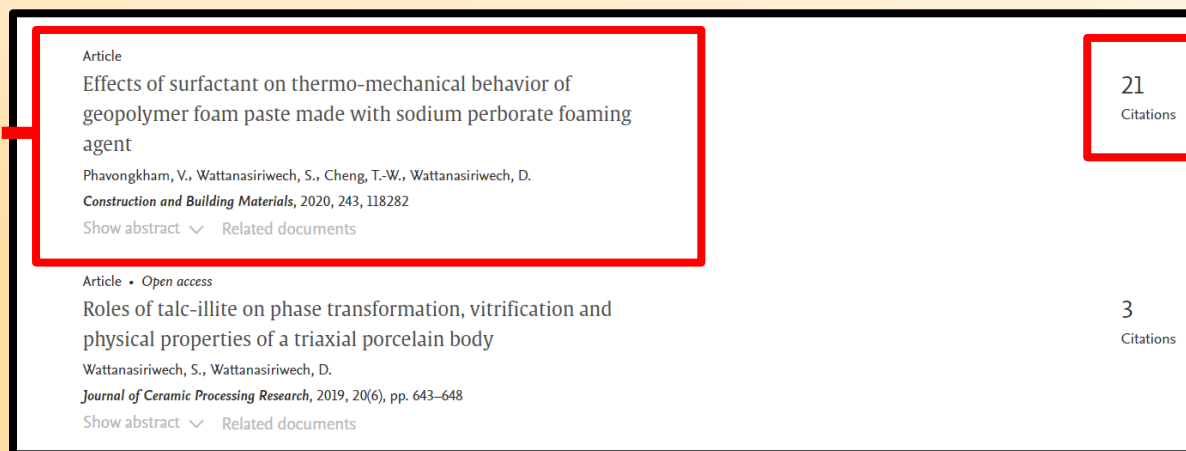 Article
Effects of surfactant on thermo-mechanical behavior of
geopolymer foam paste made with sodium perborate foaming
agent
Phavongkham, V., Wattanasiriwech, S., Cheng, T.-W., Wattanasiriwech, D.
Construction and Building Materials, 2020, 243, 118282
Show abstract Related documents
21
Citations
Article • Open access
Roles of talc-illite on phase transformation, vitrification and
physical properties of a triaxial porcelain body
Wattanasiriwech, S., Wattanasiriwech, D.
Journal of Ceramic Processing Research, 2019, 20(6), pp. 643–648
Show abstract Related documents
3
Citations